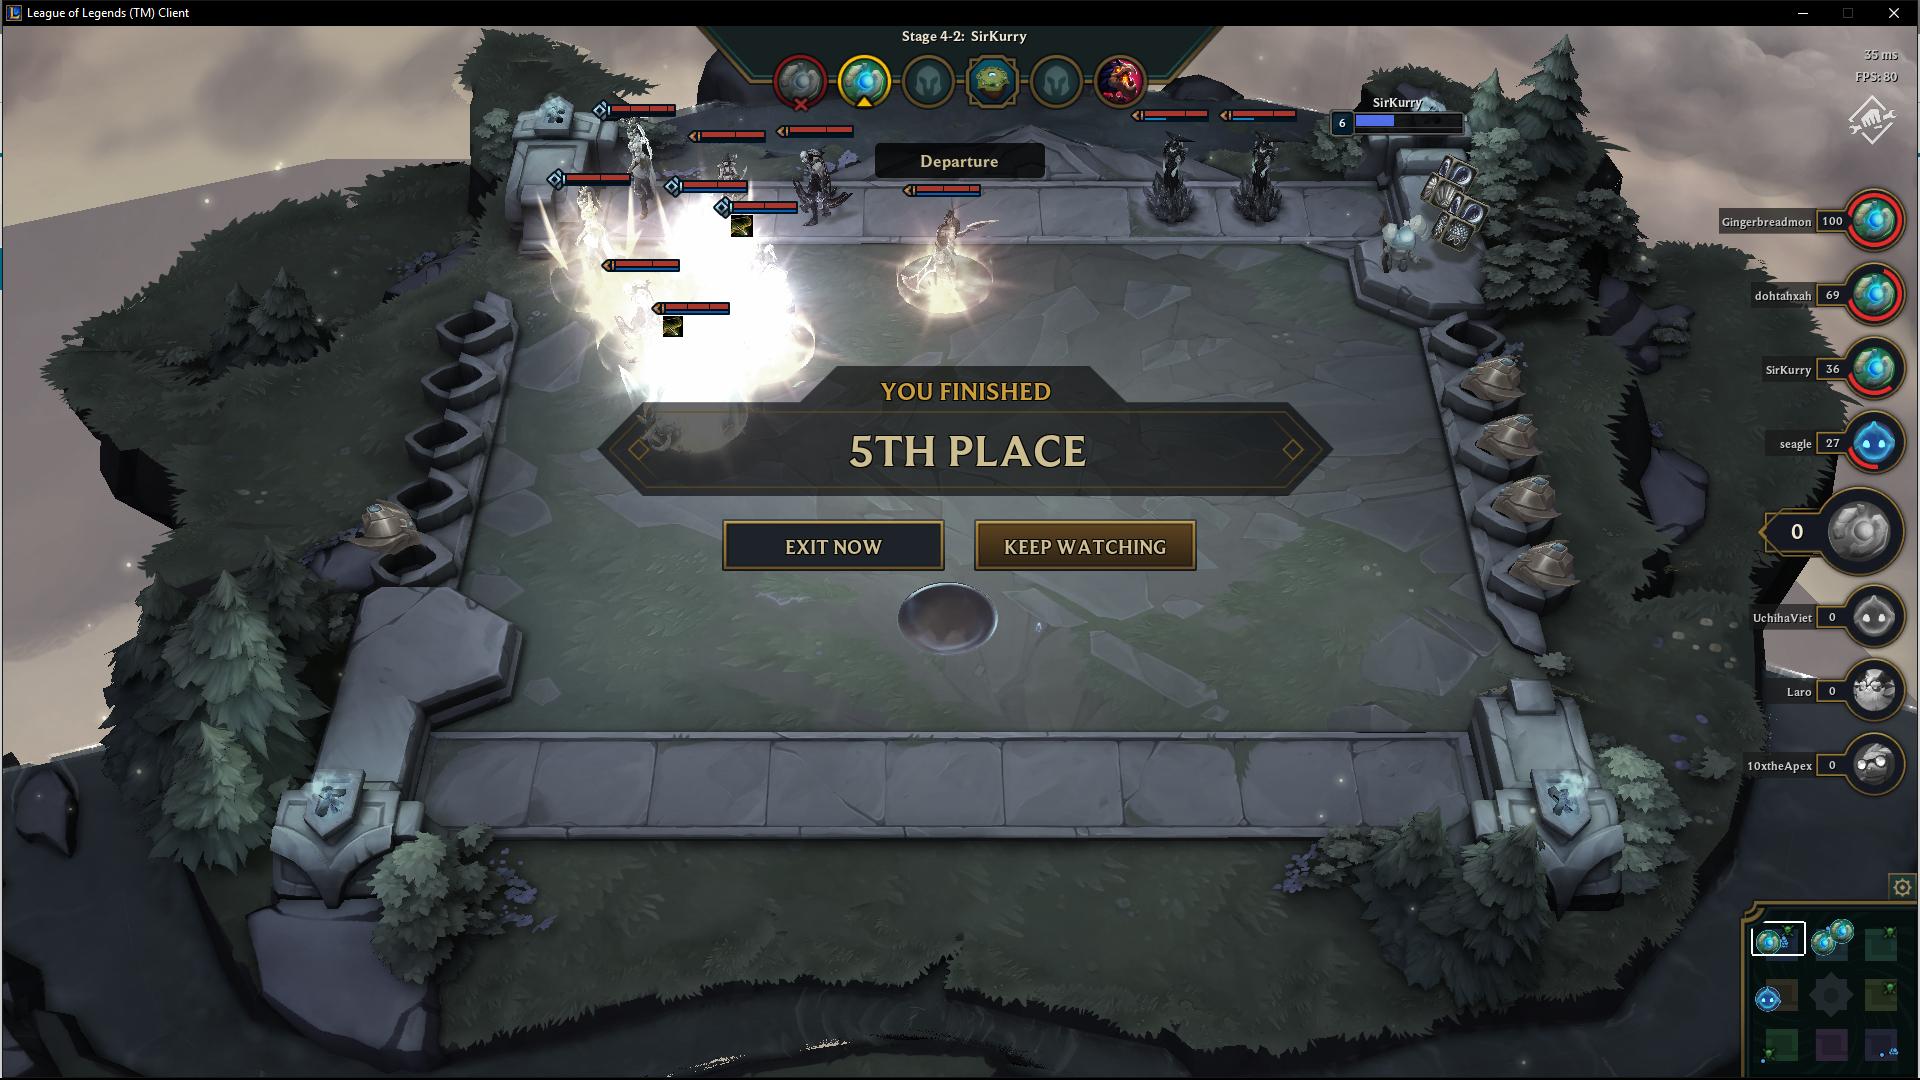 League of Legends (TM) Client
Stage 4-2: SirKurry
35 ms
FPS: 80
SirKurry
6
Departure
Gingerbreadmon 100
dohtahxah 69
SirKurry 36
YOU FINISHED
5TH PLACE
seagle 27
0
EXIT NOW
KEEP WATCHING
UchihaViet 0
Laro 0
10xtheApex 0